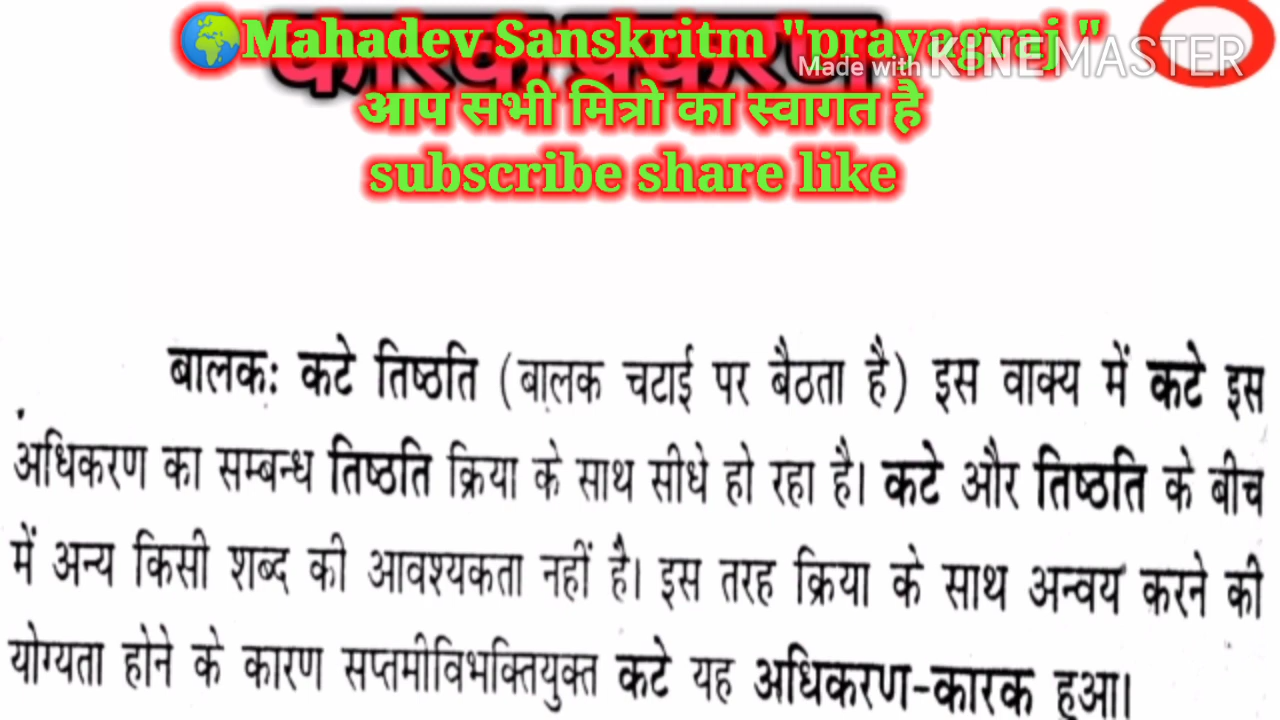 🌍Mahadev Sanskritm "prayagraj "
कारक प्रकरण
Made with KINEMASTER
आप सभी मित्रो का स्वागत है
subscribe share like
बालकः कटे तिष्ठति (बालक चटाई पर बैठता है) इस वाक्य में कटे इस
अधिकरण का सम्बन्ध तिष्ठति क्रिया के साथ सीधे हो रहा है। कटे और तिष्ठति के बीच
में अन्य किसी शब्द की आवश्यकता नहीं है। इस तरह क्रिया के साथ अन्वय करने की
योग्यता होने के कारण सप्तमीविभक्तियुक्त कटे यह अधिकरण-कारक हुआ।